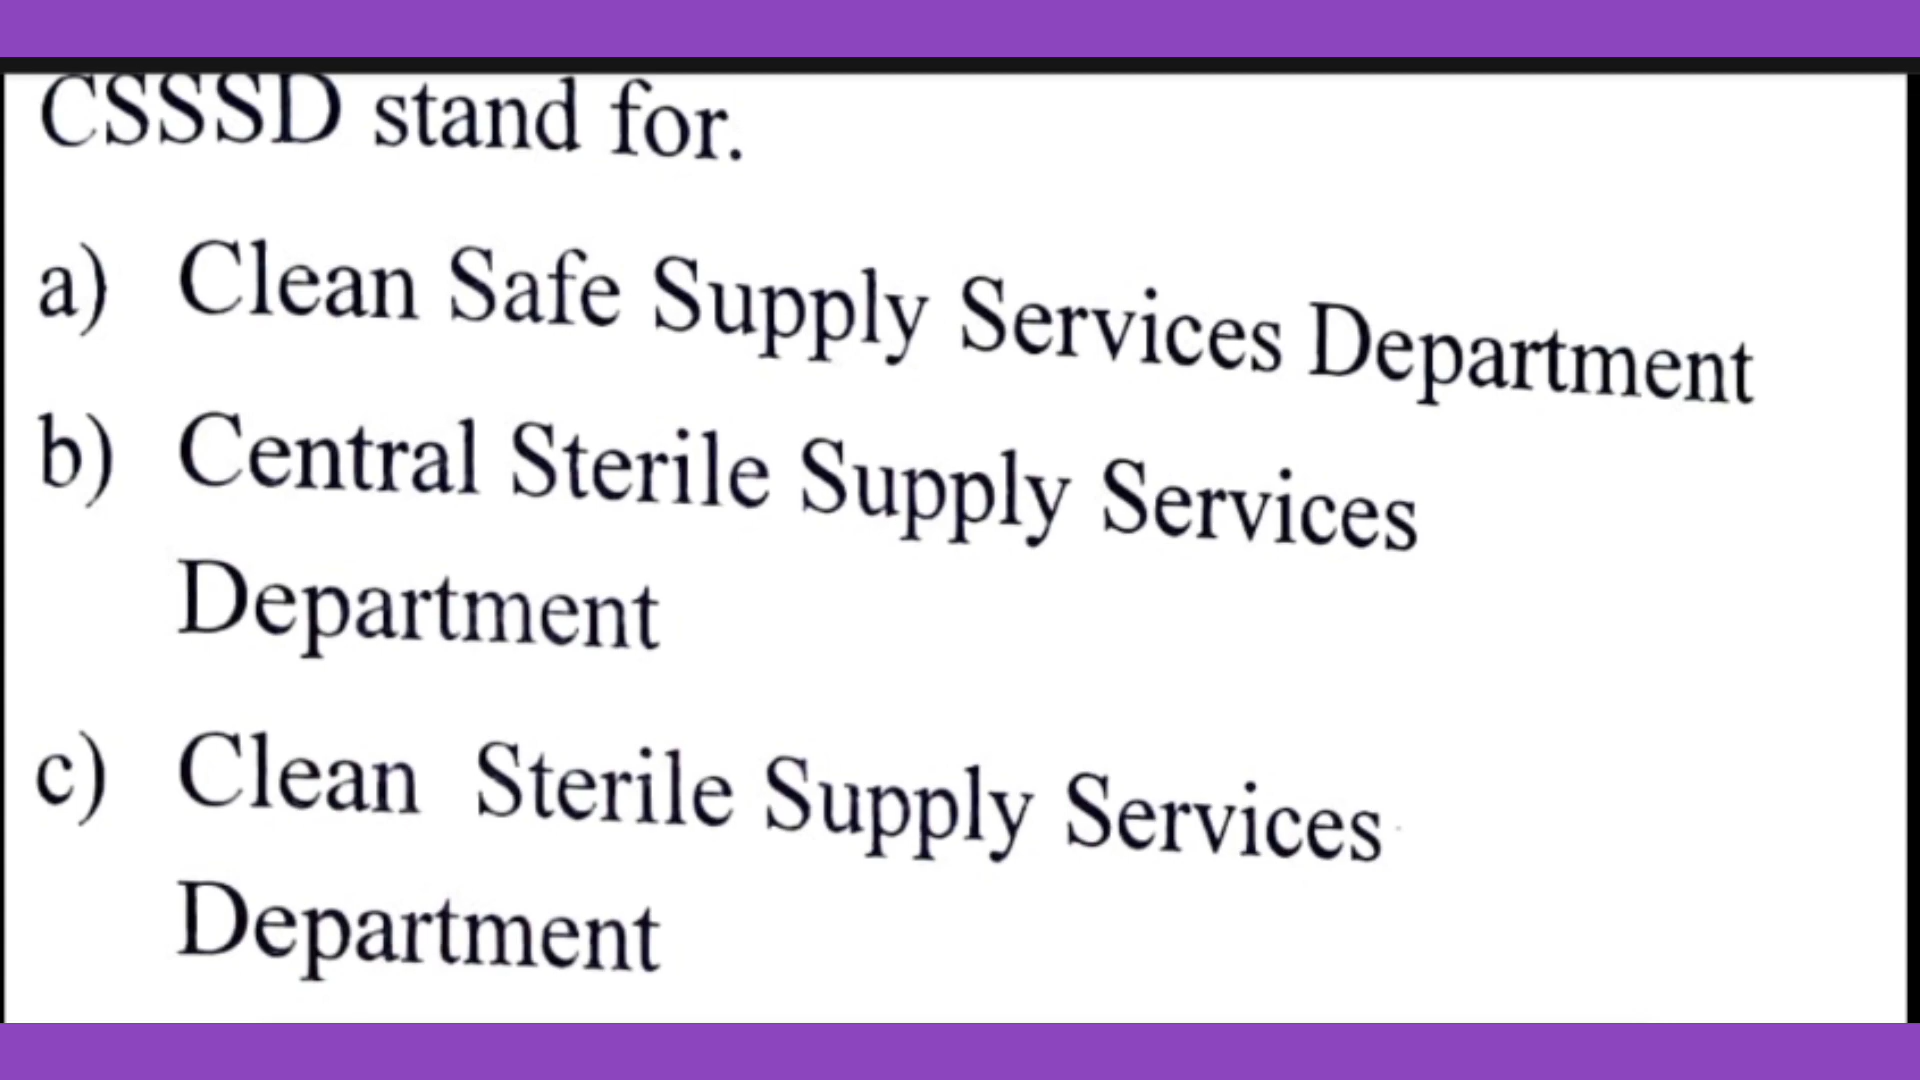 CSSSD stand for.
a) Clean Safe Supply Services Department
b) Central Sterile Supply Services
Department
c) Clean Sterile Supply Services
Department